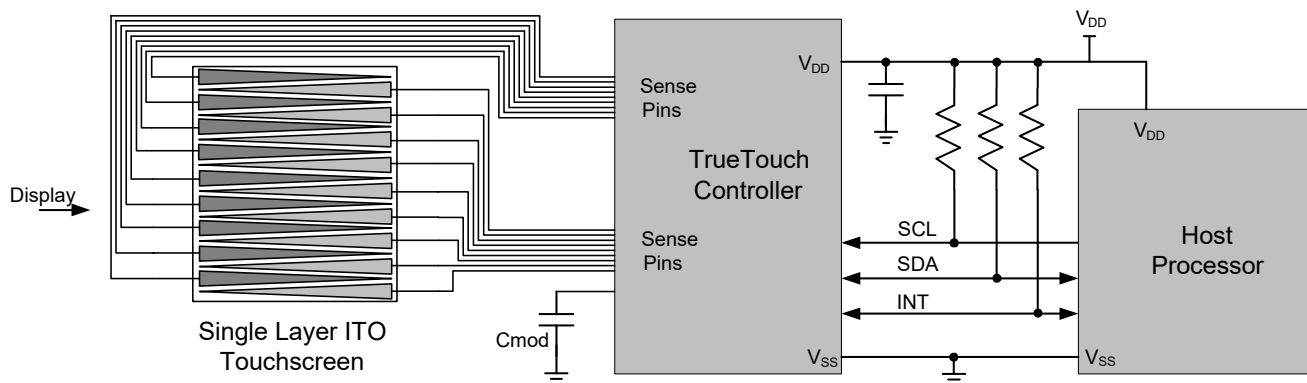 V_DD
V_DD
Sense
Pins
V_DD
TrueTouch
Controller
Display
SCL
Host
Processor
Sense
Pins
SDA
INT
Single Layer ITO
Touchscreen
Cmod
V_SS
V_SS